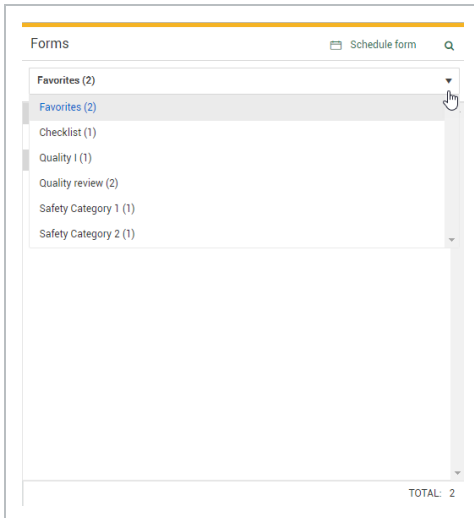 Forms
Schedule form
Favorites (2)
Favorites (2)
Checklist (1)
Quality I (1)
Quality review (2)
Safety Category 1 (1)
Safety Category 2 (1)
TOTAL: 2